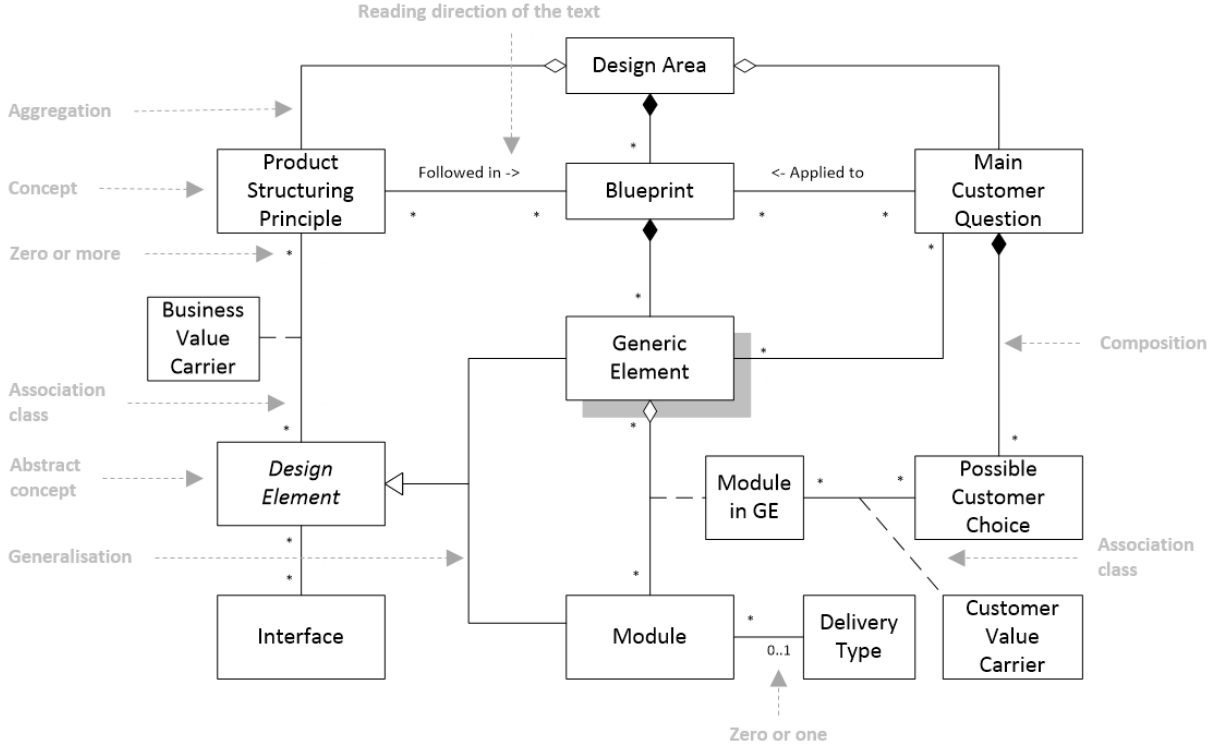 Reading direction of the text
Design Area
Aggregation
*
Product
Structuring
Principle
Followed in ->
Blueprint
<- Applied to
Main
Customer
Question
Concept
* * * *
Zero or more
*
*
Business
Value
Carrier
*
Generic
Element
*
Composition
Association
class
*
*
*
Abstract
concept
Design
Element
Module
in GE
* *
Possible
Customer
Choice
Generalisation
*
*
*
Association
class
Interface
Module
*
0..1
Delivery
Type
Customer
Value
Carrier
Zero or one